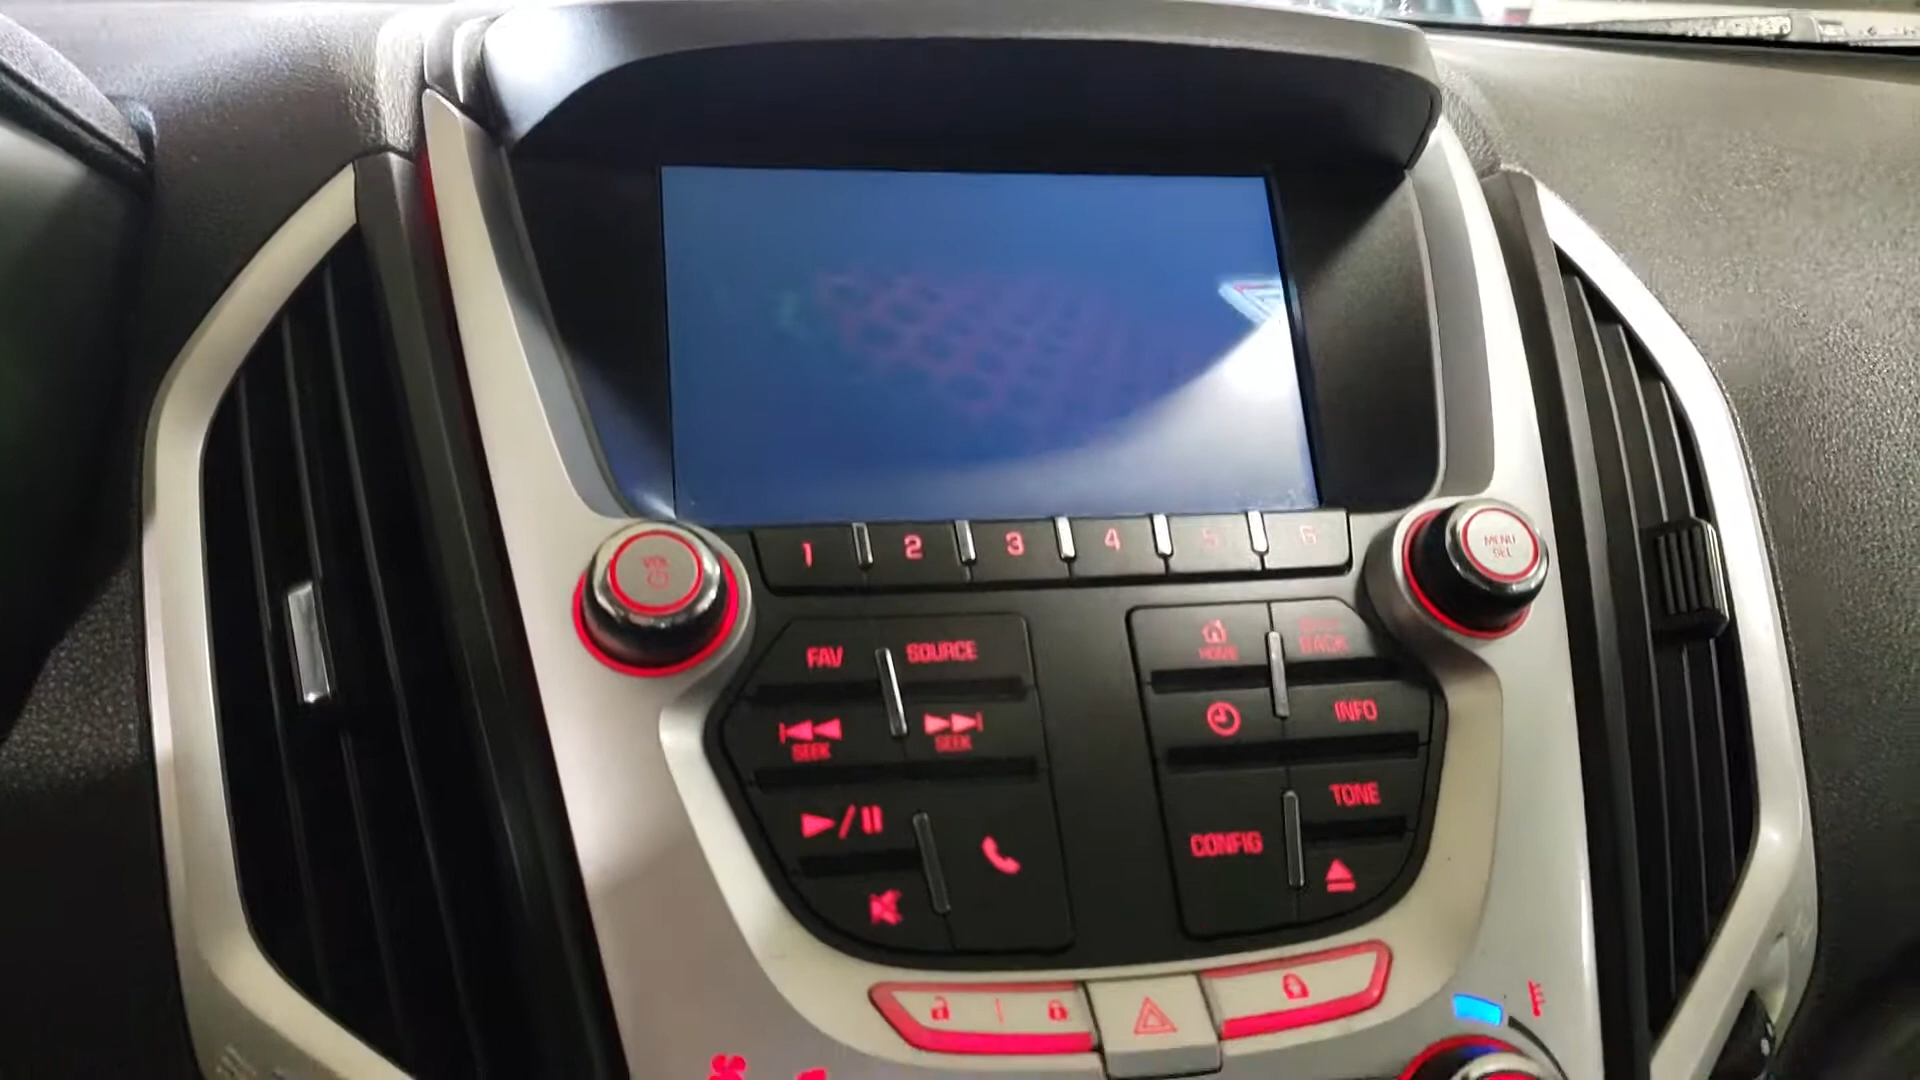 VOL
MENU
SEL
1 2 3 4 5 6
FAV SOURCE
HOME BACK
SEEK SEEK
INFO
TONE
CONFIG